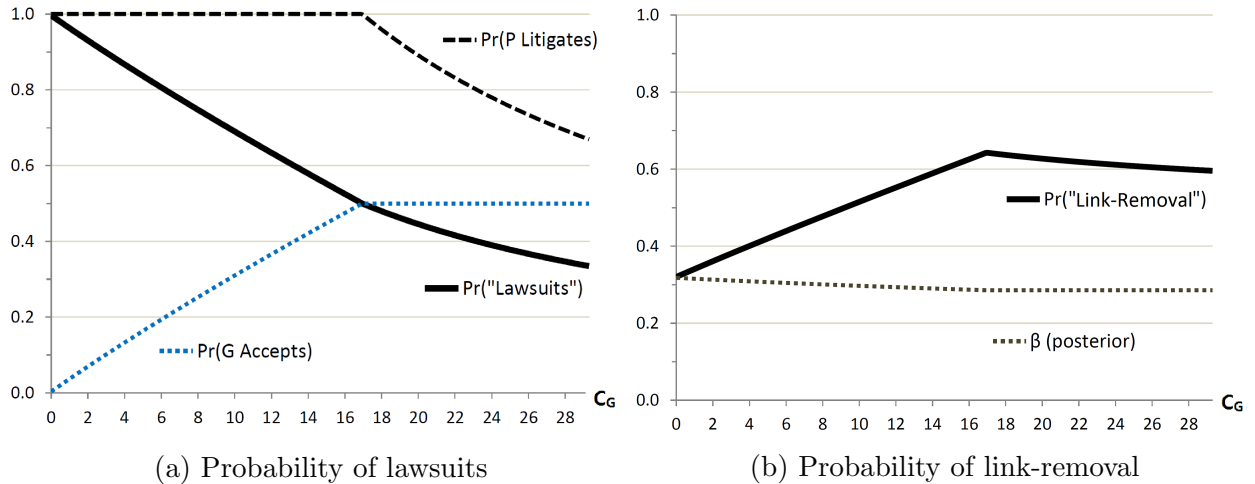 1.0
0.8
0.6
0.4
0.2
0.0
0 2 4 6 8 10 12 14 16 18 20 22 24 26 28
C_G
Pr(P Litigates)
Pr("Lawsuits")
Pr(G Accepts)
(a) Probability of lawsuits
1.0
0.8
0.6
0.4
0.2
0.0
0 2 4 6 8 10 12 14 16 18 20 22 24 26 28
C_G
Pr("Link-Removal")
β (posterior)
(b) Probability of link-removal